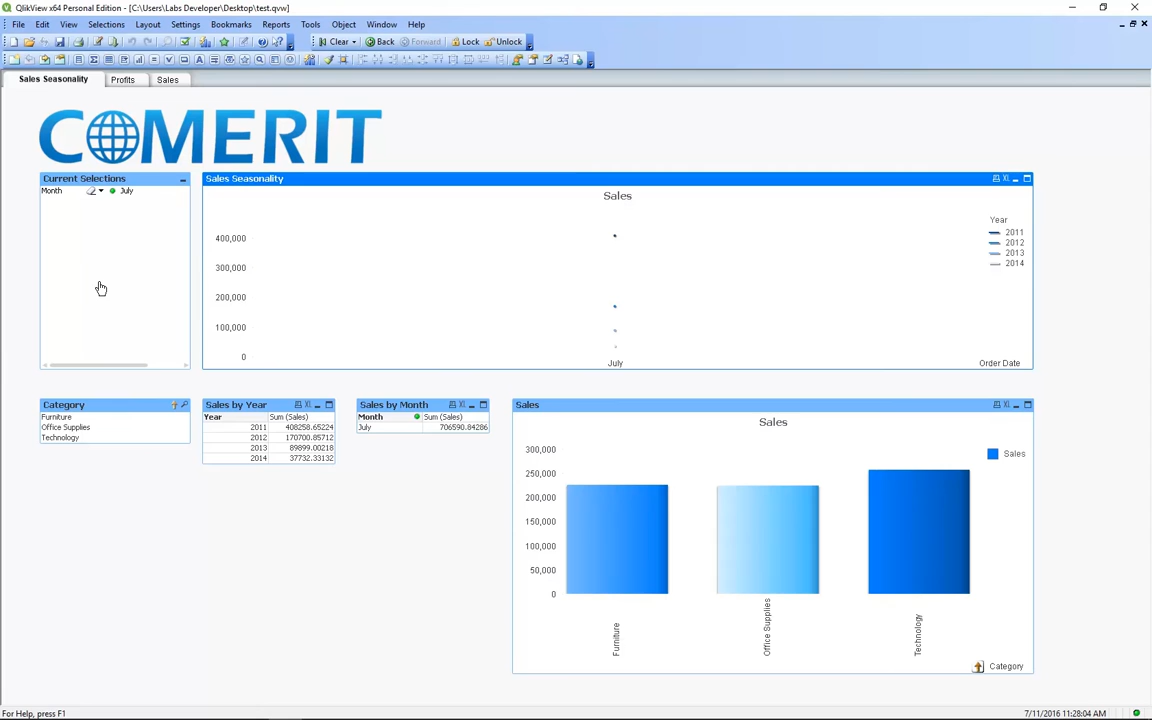 QlikView x64 Personal Edition - [C:\Users\Labs Developer\Desktop\test.qvw]
File Edit View Selections Layout Settings Bookmarks Reports Tools Object Window Help
Clear Back Forward Lock Unlock
Sales Seasonality Profits Sales
COMERIT
Current Selections
Month July
Sales Seasonality XL
Sales
Year
2011
2012
2013
2014
400,000
300,000
200,000
100,000
0
July
Order Date
Category
Furniture
Office Supplies
Technology
Sales by Year XL
Year Sum (Sales)
2011 408258.65224
2012 170700.85712
2013 89899.00218
2014 37732.33132
Sales by Month XL
Month Sum (Sales)
July 706590.84286
Sales XL
Sales
300,000
250,000
200,000
150,000
100,000
50,000
0
Sales
Furniture
Office Supplies
Technology
Category
For Help, press F1
7/11/2016 11:28:04 AM